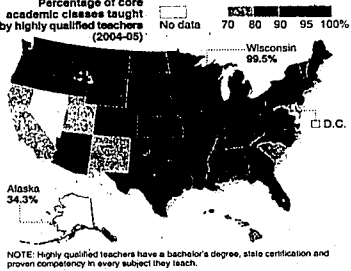 Percentage of core
academic classes taught
by highly qualified teachers
(2004-05)
No data
70 80 90 95 100%
Wisconsin
99.5%
D.C.
Alaska
34.3%
NOTE: Highly qualified teachers have a bachelor's degree, state certification and
proven competency in every subject they teach.